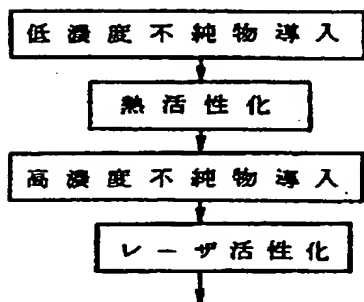 低濃度不純物導入
熱活性化
高濃度不純物導入
レーザ活性化